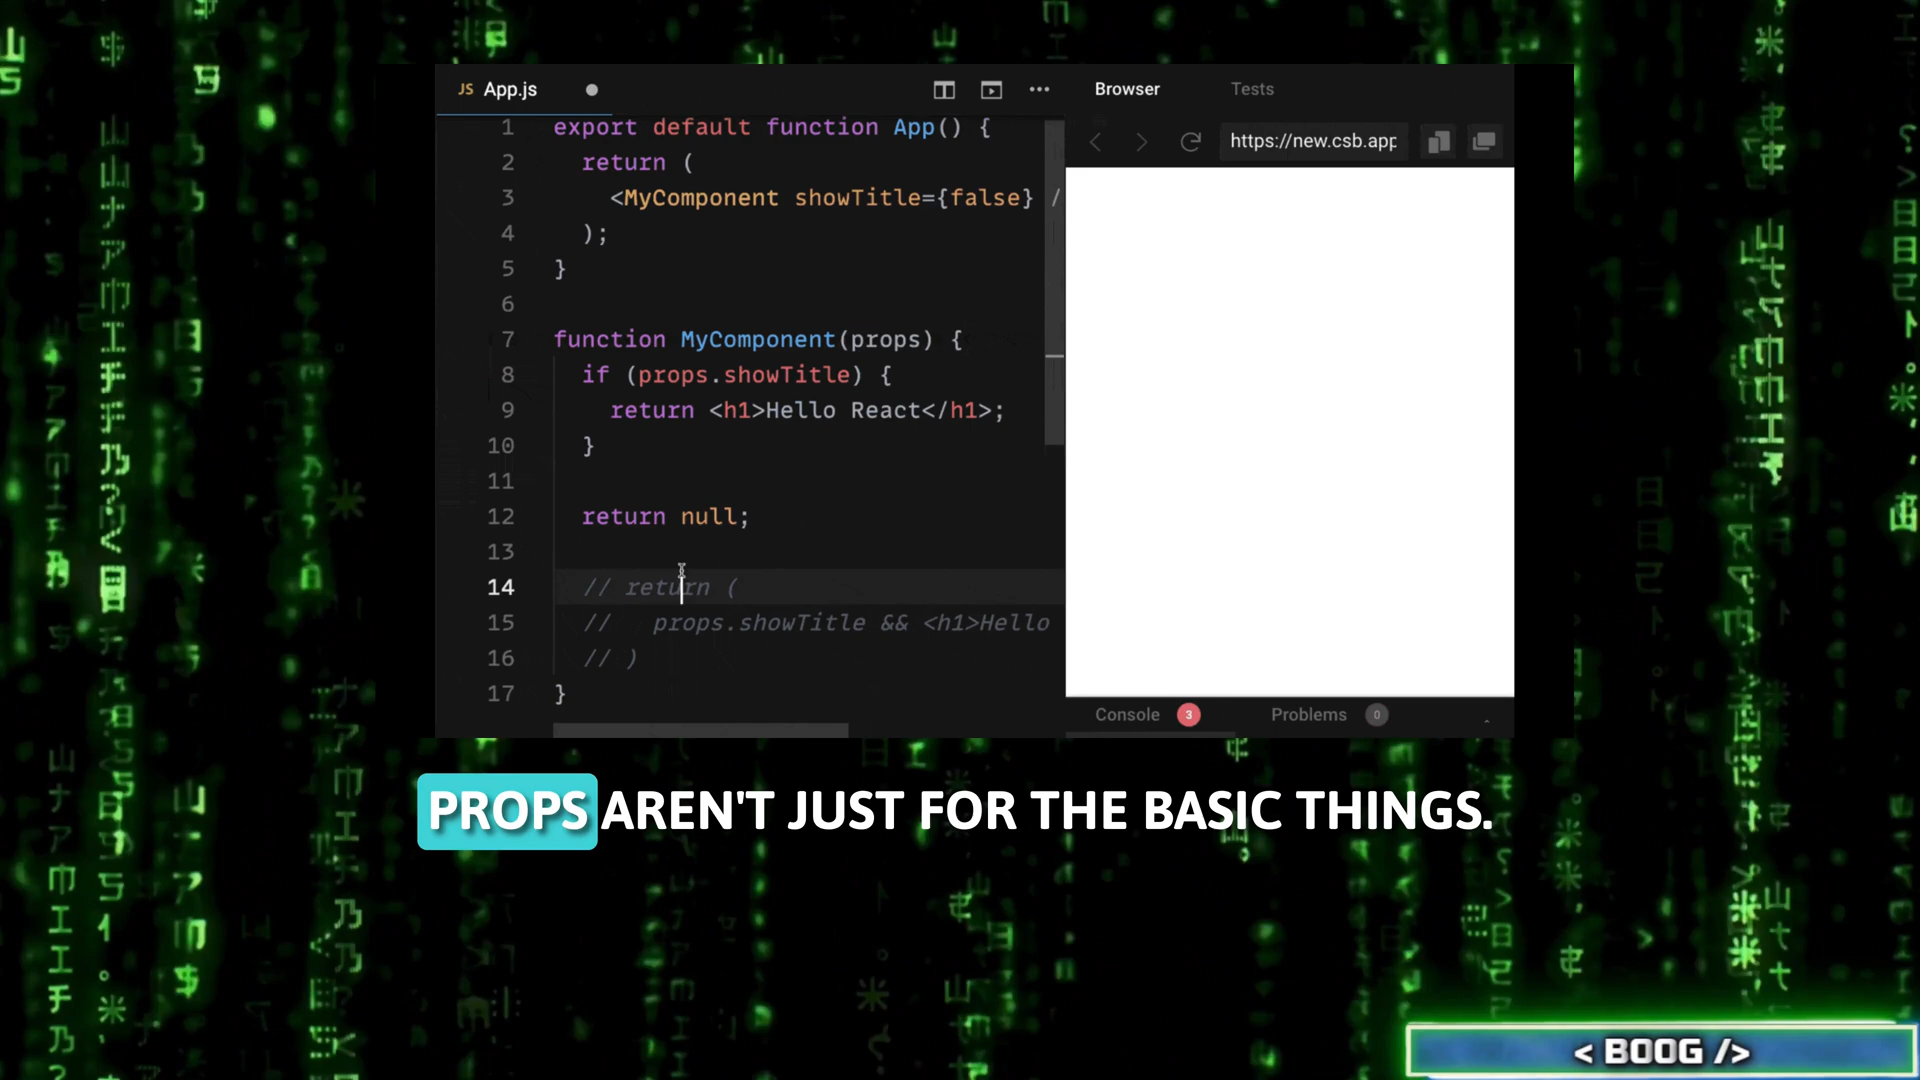 JS App.js
Browser
Tests
https://new.csb.app
1 export default function App() {
2 return (
3 <MyComponent showTitle={false} /
4 );
5 }
6
7 function MyComponent(props) {
8 if (props.showTitle) {
9 return <h1>Hello React</h1>;
10 }
11
12 return null;
13
14 // return (
15 // props.showTitle && <h1>Hello
16 // )
17 }
Console 3
Problems 0
PROPS AREN'T JUST FOR THE BASIC THINGS.
< BOOG />